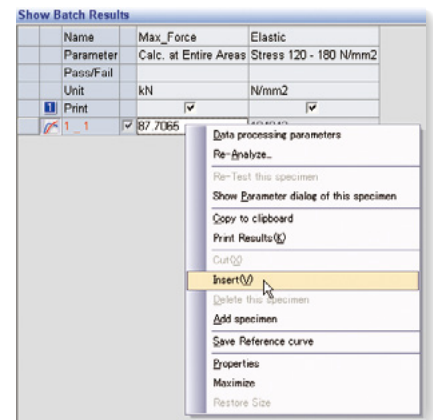 Show Batch Results
Name Max_Force Elastic
Parameter Calc. at Entire Areas Stress 120 - 180 N/mm2
Pass/Fail
Unit kN N/mm2
1 Print
1 _ 1 87.7065
Data processing parameters
Re-Analyze...
Re-Test this specimen
Show Parameter dialog of this specimen
Copy to clipboard
Print Results(K)
Cut(X)
Insert(V)
Delete this specimen
Add specimen
Save Reference curve
Properties
Maximize
Restore Size